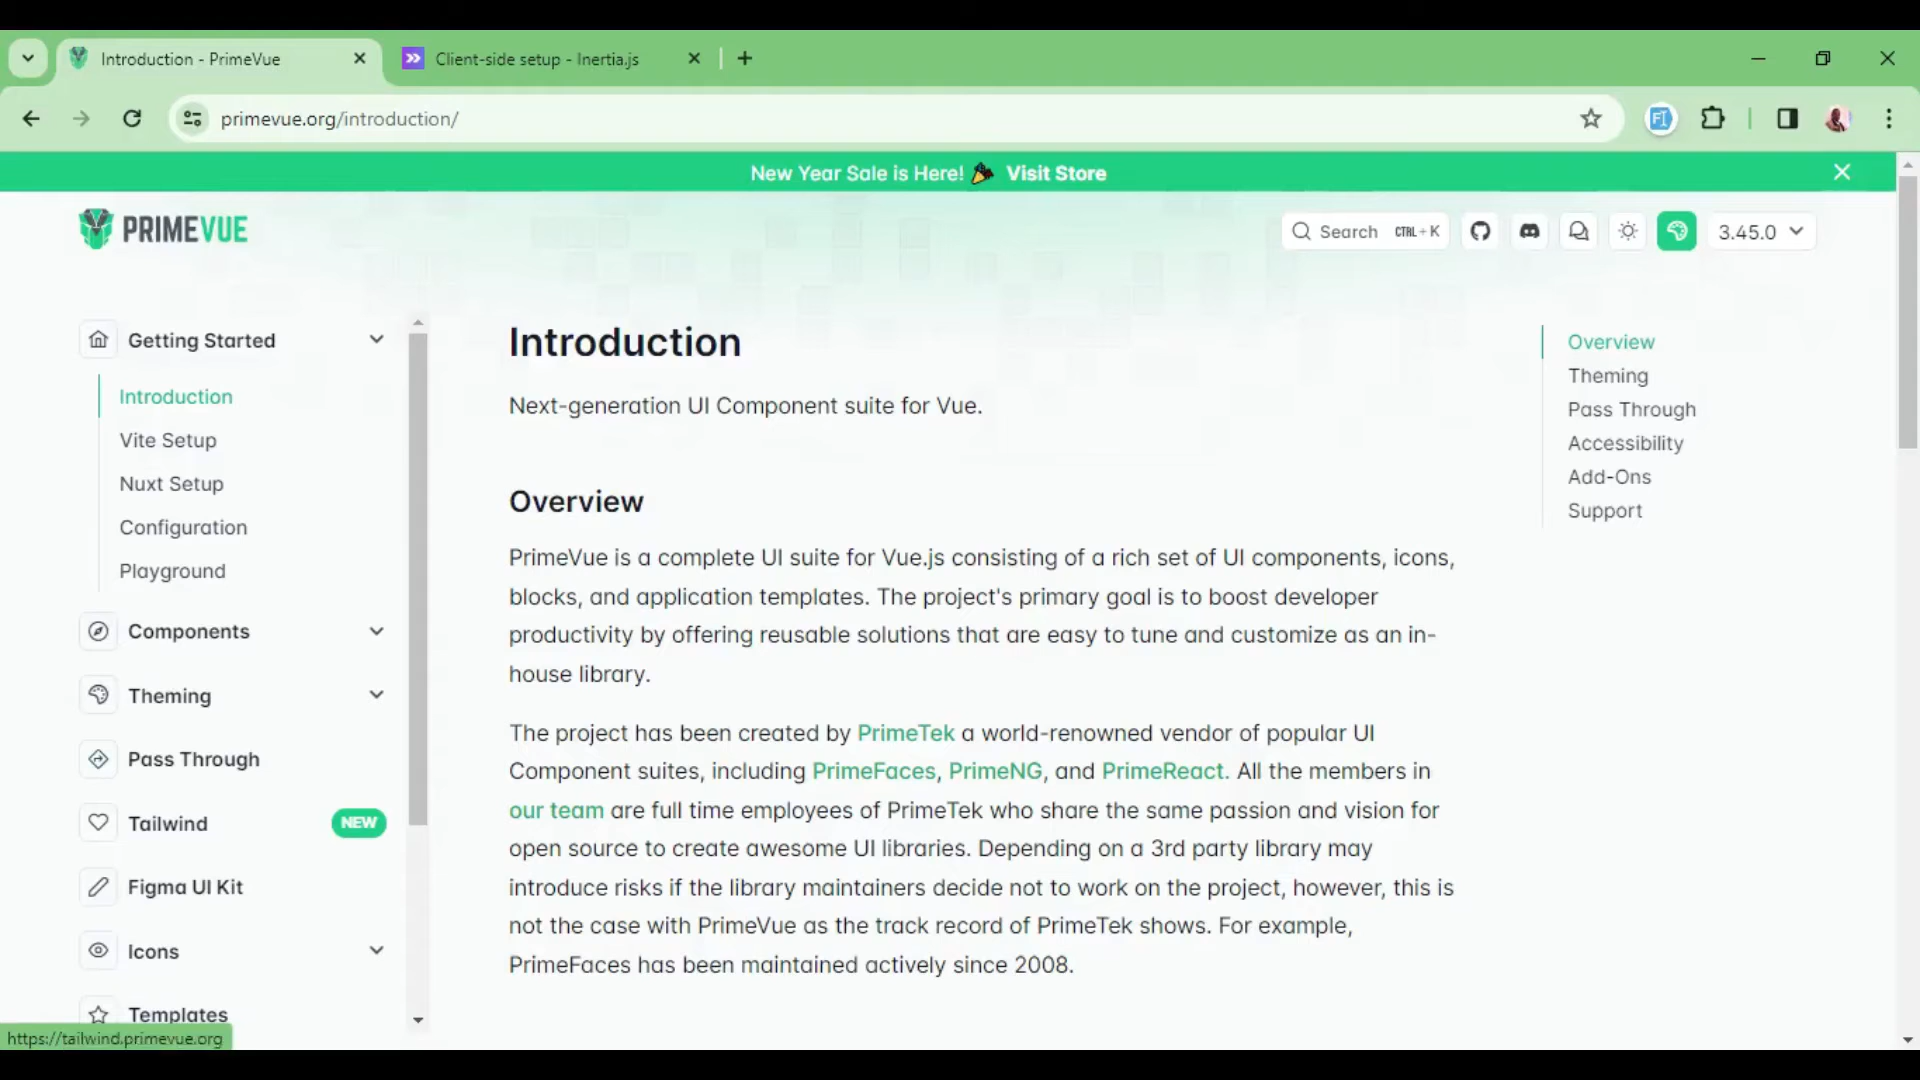 Introduction - PrimeVue
Client-side setup - Inertia.js
primevue.org/introduction/
New Year Sale is Here! 🎉 Visit Store
PRIMEVUE
Search CTRL+K
3.45.0
Getting Started
Introduction
Vite Setup
Nuxt Setup
Configuration
Playground
Components
Theming
Pass Through
Tailwind NEW
Figma UI Kit
Icons
Templates
https://tailwind.primevue.org
Introduction
Next-generation UI Component suite for Vue.
Overview
PrimeVue is a complete UI suite for Vue.js consisting of a rich set of UI components, icons,
blocks, and application templates. The project's primary goal is to boost developer
productivity by offering reusable solutions that are easy to tune and customize as an in-
house library.
The project has been created by PrimeTek a world-renowned vendor of popular UI
Component suites, including PrimeFaces, PrimeNG, and PrimeReact. All the members in
our team are full time employees of PrimeTek who share the same passion and vision for
open source to create awesome UI libraries. Depending on a 3rd party library may
introduce risks if the library maintainers decide not to work on the project, however, this is
not the case with PrimeVue as the track record of PrimeTek shows. For example,
PrimeFaces has been maintained actively since 2008.
Overview
Theming
Pass Through
Accessibility
Add-Ons
Support